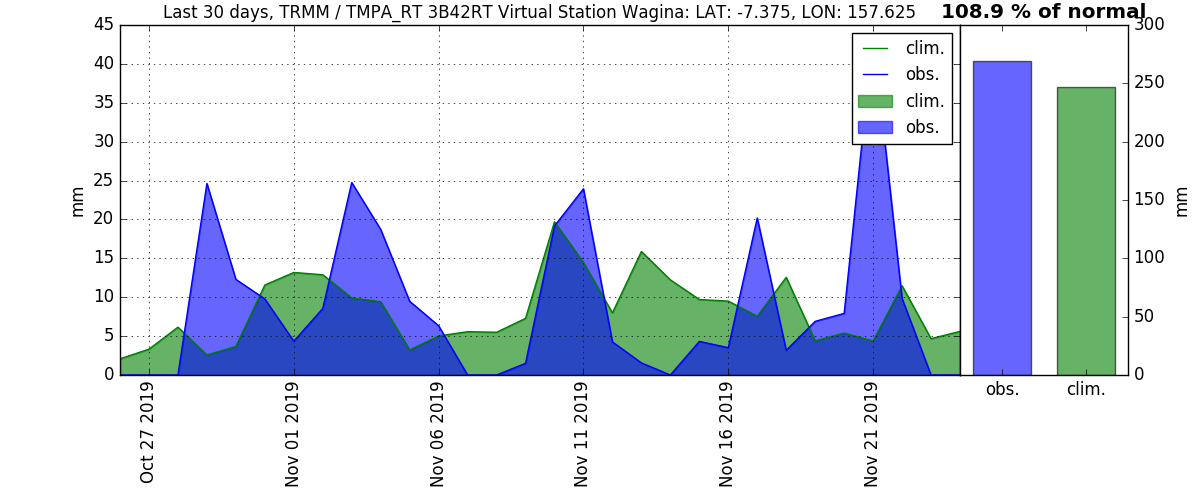 Last 30 days, TRMM / TMPA_RT 3B42RT Virtual Station Wagina: LAT: -7.375, LON: 157.625
108.9 % of normal
45
40
35
30
25
20
15
10
5
0
mm
clim.
obs.
clim.
obs.
Oct 27 2019
Nov 01 2019
Nov 06 2019
Nov 11 2019
Nov 16 2019
Nov 21 2019
300
250
200
150
100
50
0
mm
obs.
clim.